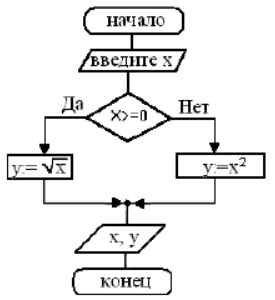 начало
введите x
X>=0
Да
Нет
y:= √x
y:=x²
x, y
конец